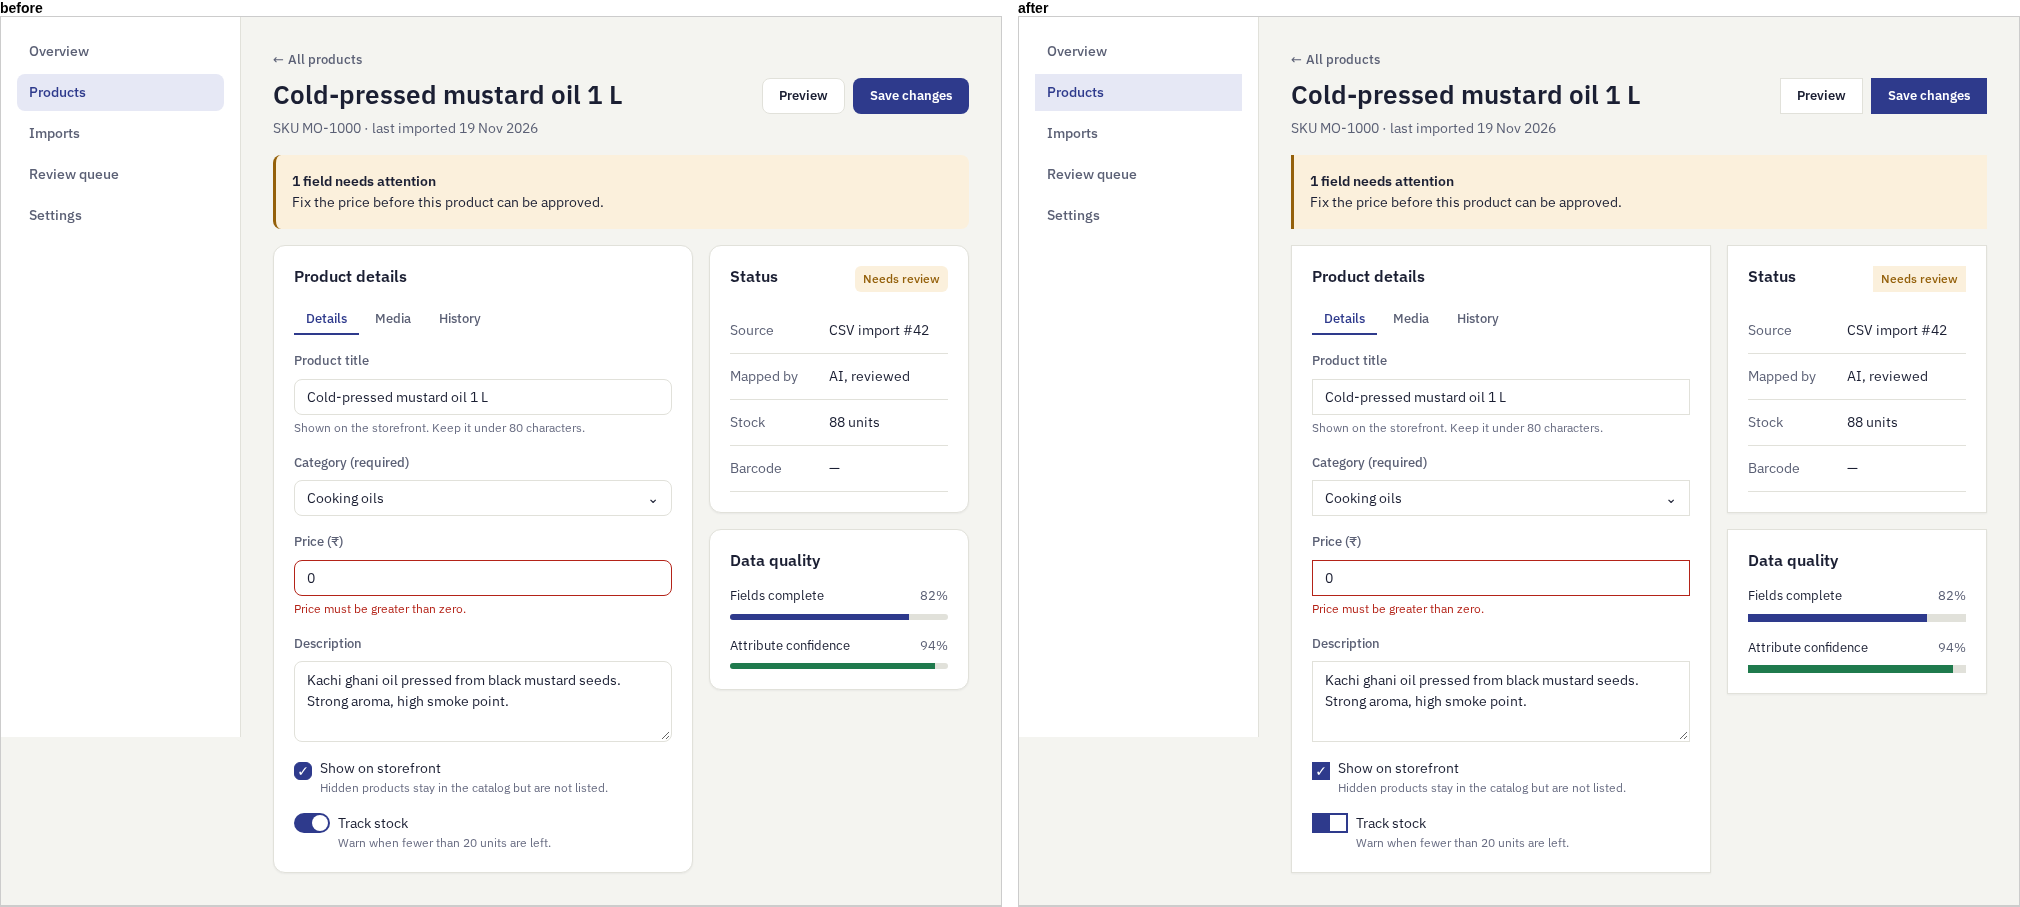 before
Overview
Products
Imports
Review queue
Settings
← All products
Cold-pressed mustard oil 1 L
SKU MO-1000 · last imported 19 Nov 2026
Preview
Save changes
1 field needs attention
Fix the price before this product can be approved.
Product details
Details Media History
Product title
Cold-pressed mustard oil 1 L
Shown on the storefront. Keep it under 80 characters.
Category (required)
Cooking oils
Price (₹)
0
Price must be greater than zero.
Description
Kachi ghani oil pressed from black mustard seeds.
Strong aroma, high smoke point.
✓ Show on storefront
Hidden products stay in the catalog but are not listed.
Track stock
Warn when fewer than 20 units are left.
Status Needs review
Source CSV import #42
Mapped by AI, reviewed
Stock 88 units
Barcode —
Data quality
Fields complete 82%
Attribute confidence 94%
after
Overview
Products
Imports
Review queue
Settings
← All products
Cold-pressed mustard oil 1 L
SKU MO-1000 · last imported 19 Nov 2026
Preview
Save changes
1 field needs attention
Fix the price before this product can be approved.
Product details
Details Media History
Product title
Cold-pressed mustard oil 1 L
Shown on the storefront. Keep it under 80 characters.
Category (required)
Cooking oils
Price (₹)
0
Price must be greater than zero.
Description
Kachi ghani oil pressed from black mustard seeds.
Strong aroma, high smoke point.
✓ Show on storefront
Hidden products stay in the catalog but are not listed.
Track stock
Warn when fewer than 20 units are left.
Status Needs review
Source CSV import #42
Mapped by AI, reviewed
Stock 88 units
Barcode —
Data quality
Fields complete 82%
Attribute confidence 94%